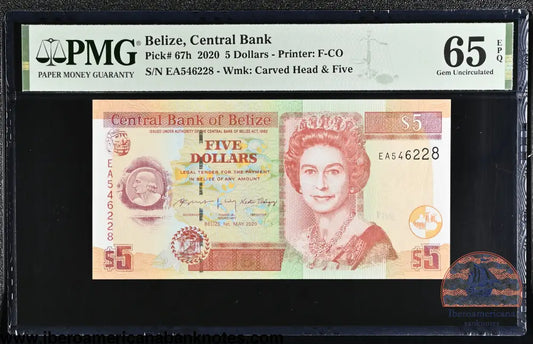 PMG
PAPER MONEY GUARANTY
Belize, Central Bank
Pick# 67h 2020 5 Dollars - Printer: F-CO
S/N EA546228 - Wmk: Carved Head & Five
65 EPQ
Gem Uncirculated
Central Bank of Belize
$5
ISSUED UNDER AUTHORITY OF THE CENTRAL BANK OF BELIZE ACT, 1982
FIVE
DOLLARS
LEGAL TENDER FOR THE PAYMENT
IN BELIZE OF ANY AMOUNT
EA546228
EA546228
BELIZE, 1st. MAY 2020
$5
$5
Iberoamericana
banknotes
www.iberoamericanabanknotes.com